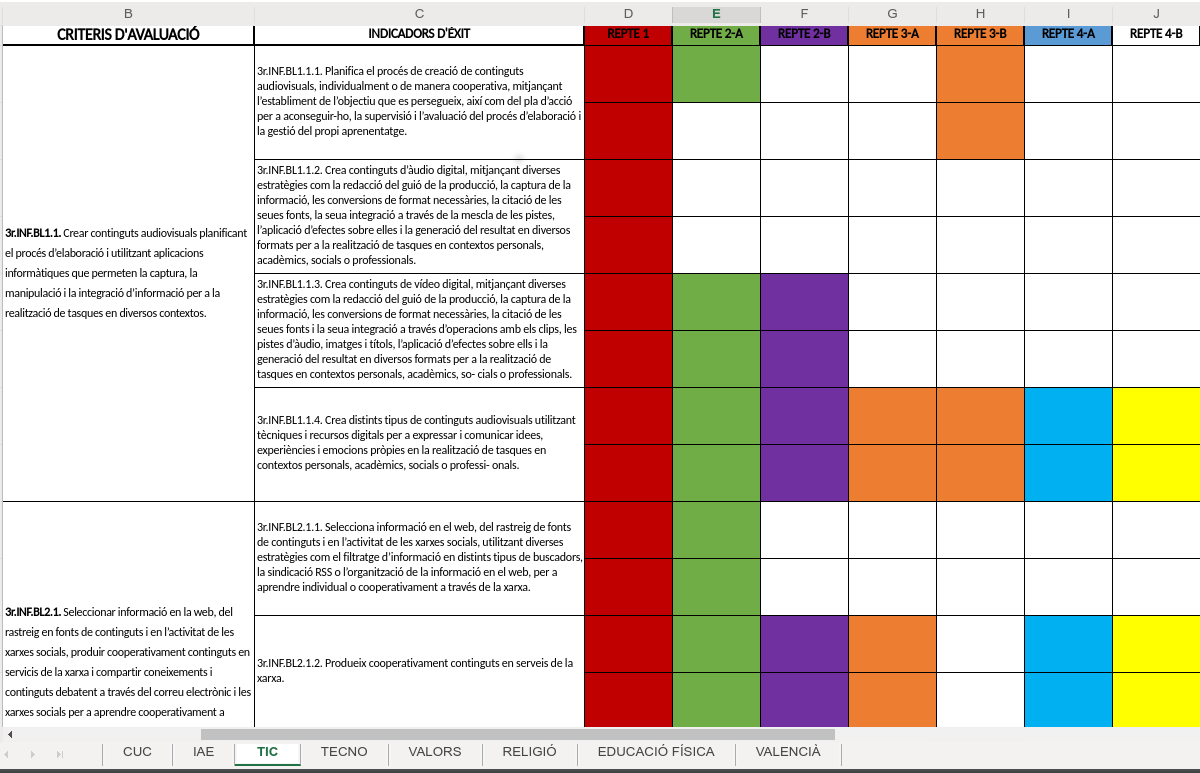 B C D E F G H I J
CRITERIS D'AVALUACIÓ INDICADORS D'ÈXIT REPTE 1 REPTE 2-A REPTE 2-B REPTE 3-A REPTE 3-B REPTE 4-A REPTE 4-B
3r.INF.BL1.1. Crear continguts audiovisuals planificant
el procés d'elaboració i utilitzant aplicacions
informàtiques que permeten la captura, la
manipulació i la integració d'informació per a la
realització de tasques en diversos contextos.
3r.INF.BL1.1.1. Planifica el procés de creació de continguts
audiovisuals, individualment o de manera cooperativa, mitjançant
l'establiment de l'objectiu que es persegueix, així com del pla d'acció
per a aconseguir-ho, la supervisió i l'avaluació del procés d'elaboració i
la gestió del propi aprenentatge.
3r.INF.BL1.1.2. Crea continguts d'àudio digital, mitjançant diverses
estratègies com la redacció del guió de la producció, la captura de la
informació, les conversions de format necessàries, la citació de les
seues fonts, la seua integració a través de la mescla de les pistes,
l'aplicació d'efectes sobre elles i la generació del resultat en diversos
formats per a la realització de tasques en contextos personals,
acadèmics, socials o professionals.
3r.INF.BL1.1.3. Crea continguts de vídeo digital, mitjançant diverses
estratègies com la redacció del guió de la producció, la captura de la
informació, les conversions de format necessàries, la citació de les
seues fonts i la seua integració a través d'operacions amb els clips, les
pistes d'àudio, imatges i títols, l'aplicació d'efectes sobre ells i la
generació del resultat en diversos formats per a la realització de
tasques en contextos personals, acadèmics, so- cials o professionals.
3r.INF.BL1.1.4. Crea distints tipus de continguts audiovisuals utilitzant
tècniques i recursos digitals per a expressar i comunicar idees,
experiències i emocions pròpies en la realització de tasques en
contextos personals, acadèmics, socials o professi- onals.
3r.INF.BL2.1. Seleccionar informació en la web, del
rastreig en fonts de continguts i en l'activitat de les
xarxes socials, produir cooperativament continguts en
servicis de la xarxa i compartir coneixements i
continguts debatent a través del correu electrònic i les
xarxes socials per a aprendre cooperativament a
3r.INF.BL2.1.1. Selecciona informació en el web, del rastreig de fonts
de continguts i en l'activitat de les xarxes socials, utilitzant diverses
estratègies com el filtratge d'informació en distints tipus de buscadors,
la sindicació RSS o l'organització de la informació en el web, per a
aprendre individual o cooperativament a través de la xarxa.
3r.INF.BL2.1.2. Produeix cooperativament continguts en serveis de la
xarxa.
CUC IAE TIC TECNO VALORS RELIGIÓ EDUCACIÓ FÍSICA VALENCIÀ